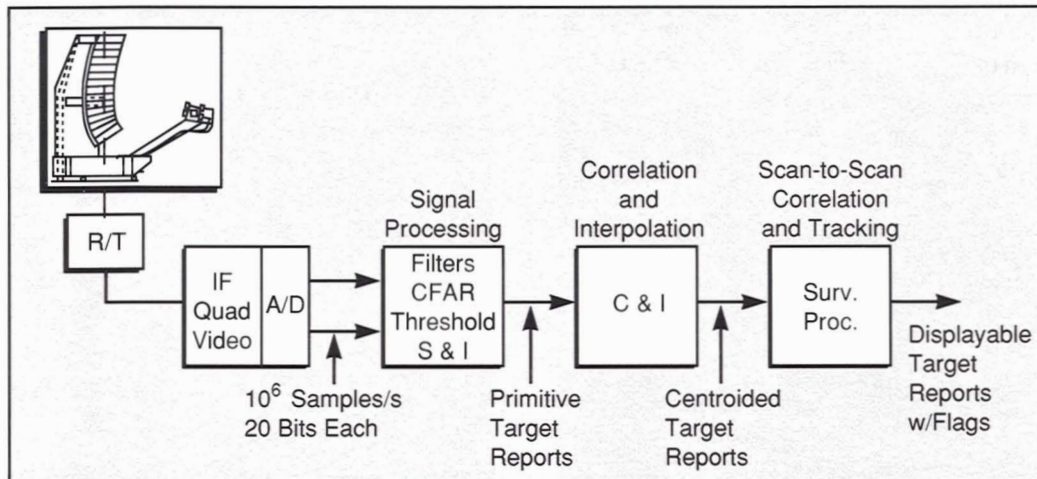 R/T
IF
Quad
Video
A/D
10⁶ Samples/s
20 Bits Each
Signal
Processing
Filters
CFAR
Threshold
S & I
Primitive
Target
Reports
Correlation
and
Interpolation
C & I
Centroided
Target
Reports
Scan-to-Scan
Correlation
and Tracking
Surv.
Proc.
Displayable
Target
Reports
w/Flags